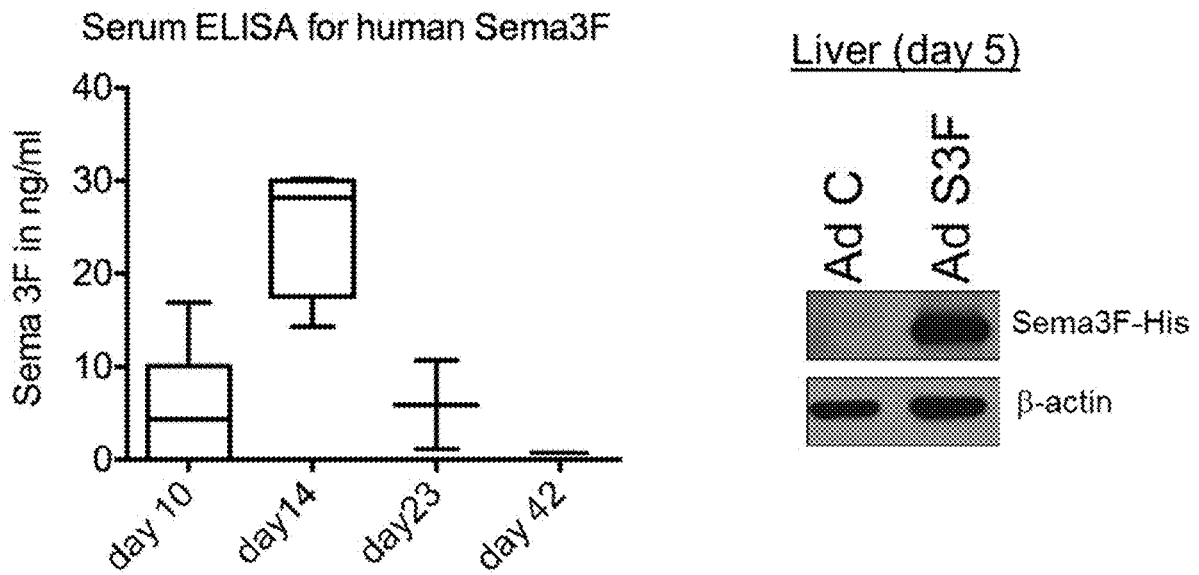 Serum ELISA for human Sema3F
Sema 3F in ng/ml
40
30
20
10
0
day 10
day14
day23
day 42
Liver (day 5)
Ad C
Ad S3F
Sema3F-His
β-actin